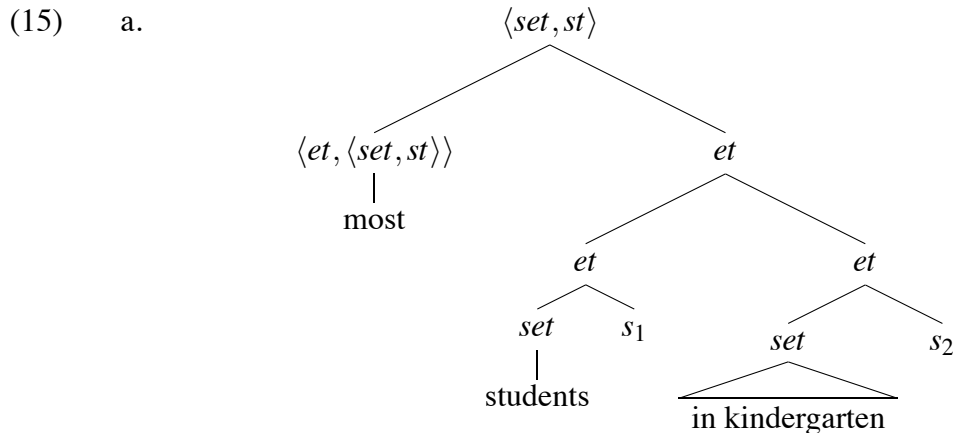 (15) a. ⟨set, st⟩
⟨et, ⟨set, st⟩⟩ et
most
et et
set s₁ set s₂
students in kindergarten